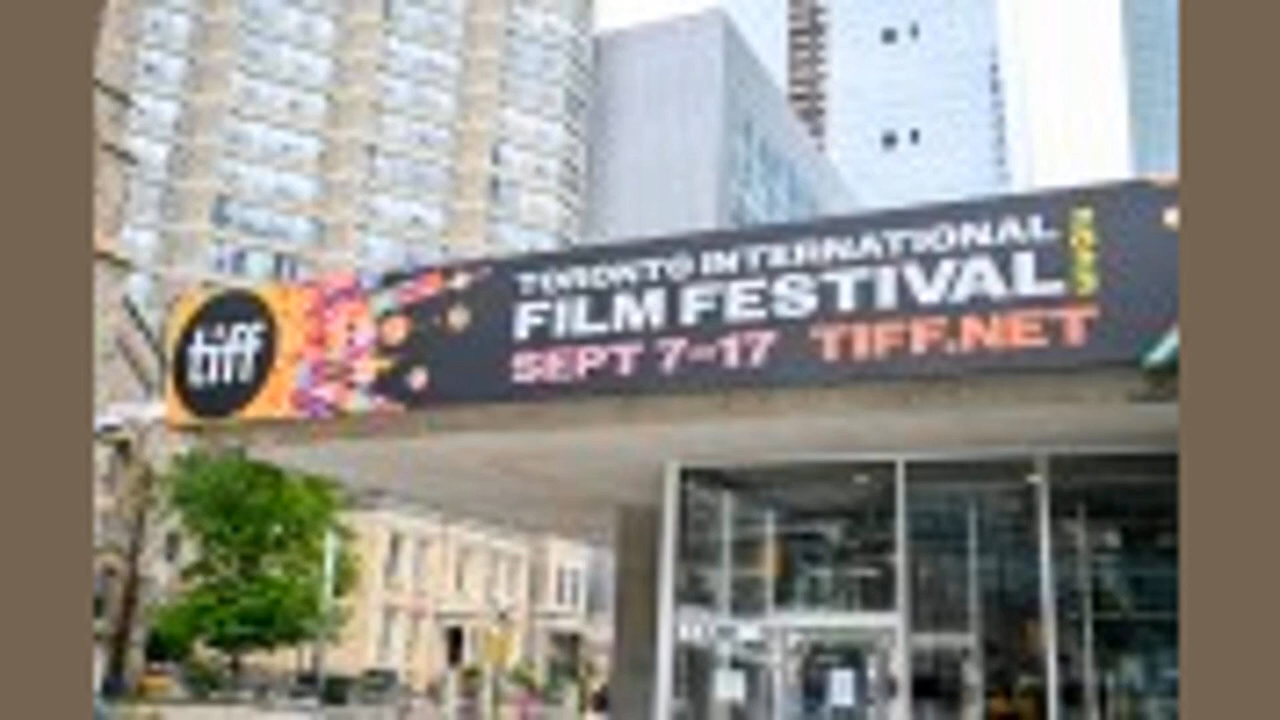 tiff
TORONTO INTERNATIONAL
FILM FESTIVAL
SEPT 7–17 TIFF.NET